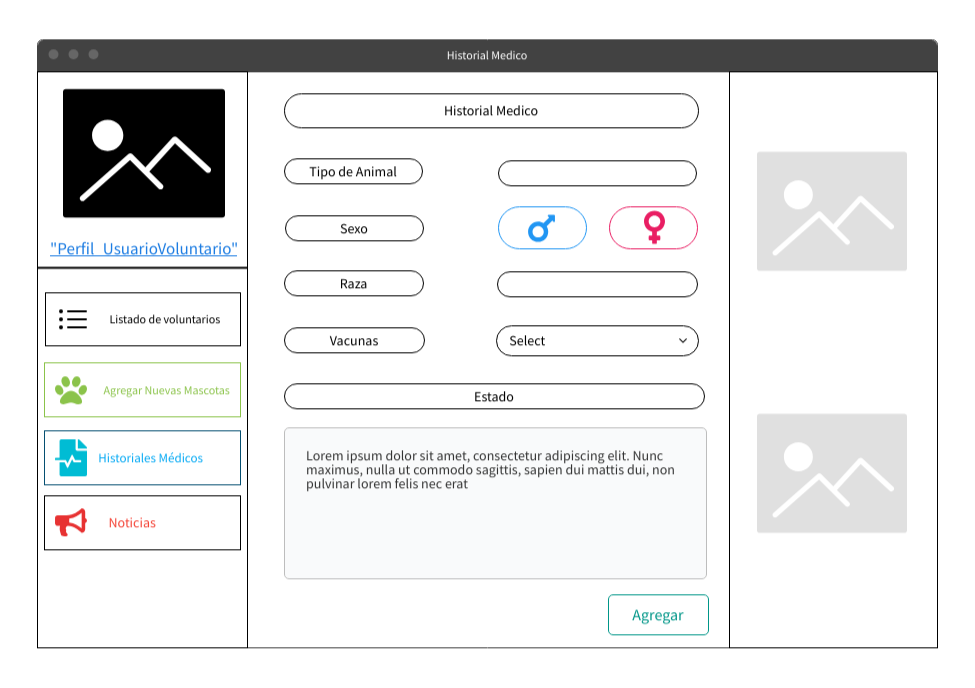 Historial Medico
"Perfil_UsuarioVoluntario"
Listado de voluntarios
Agregar Nuevas Mascotas
Historiales Médicos
Noticias
Historial Medico
Tipo de Animal
Sexo
Raza
Vacunas
Select
Estado
Lorem ipsum dolor sit amet, consectetur adipiscing elit. Nunc
maximus, nulla ut commodo sagittis, sapien dui mattis dui, non
pulvinar lorem felis nec erat
Agregar